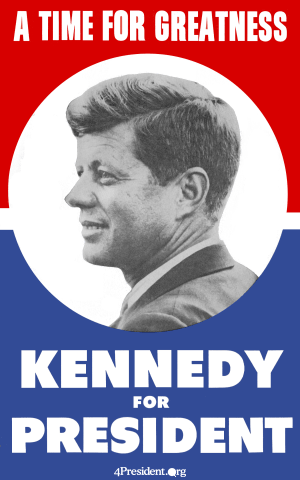 A TIME FOR GREATNESS
KENNEDY
FOR
PRESIDENT
4President.Org